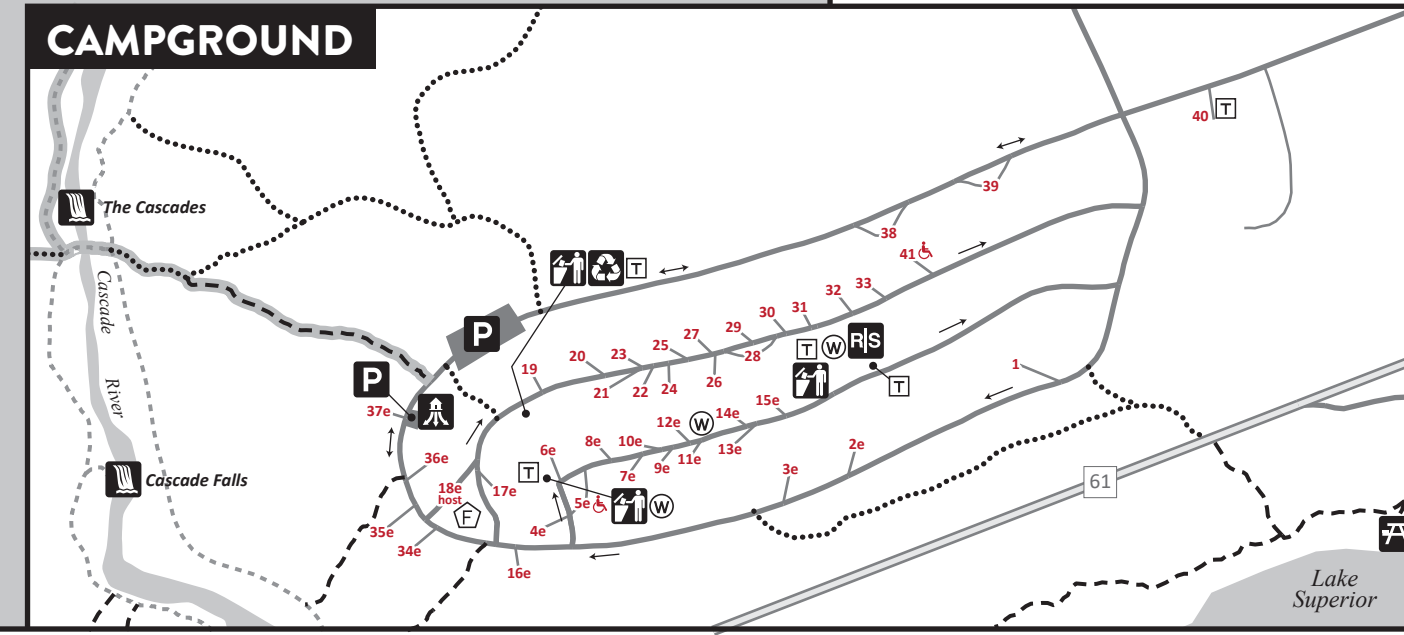 CAMPGROUND
40 T
39
The Cascades
38
41
T
33
32
31
30
29
27
28
25
23
20
19
21
22
24
26
T W R|S
P
P
T
1
Cascade
River
37e
15e
14e
W
12e
13e
11e
10e
9e
8e
7e
6e
2e
3e
36e
Cascade Falls
T
17e
18e
host
F
5e
W
4e
61
35e
34e
16e
Lake
Superior